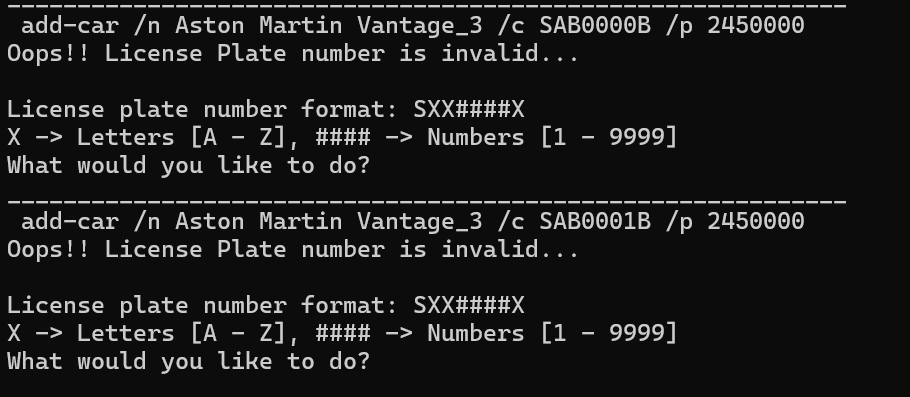 add-car /n Aston Martin Vantage_3 /c SAB0000B /p 2450000
Oops!! License Plate number is invalid...
License plate number format: SXX####X
X -> Letters [A - Z], #### -> Numbers [1 - 9999]
What would you like to do?
add-car /n Aston Martin Vantage_3 /c SAB0001B /p 2450000
Oops!! License Plate number is invalid...
License plate number format: SXX####X
X -> Letters [A - Z], #### -> Numbers [1 - 9999]
What would you like to do?